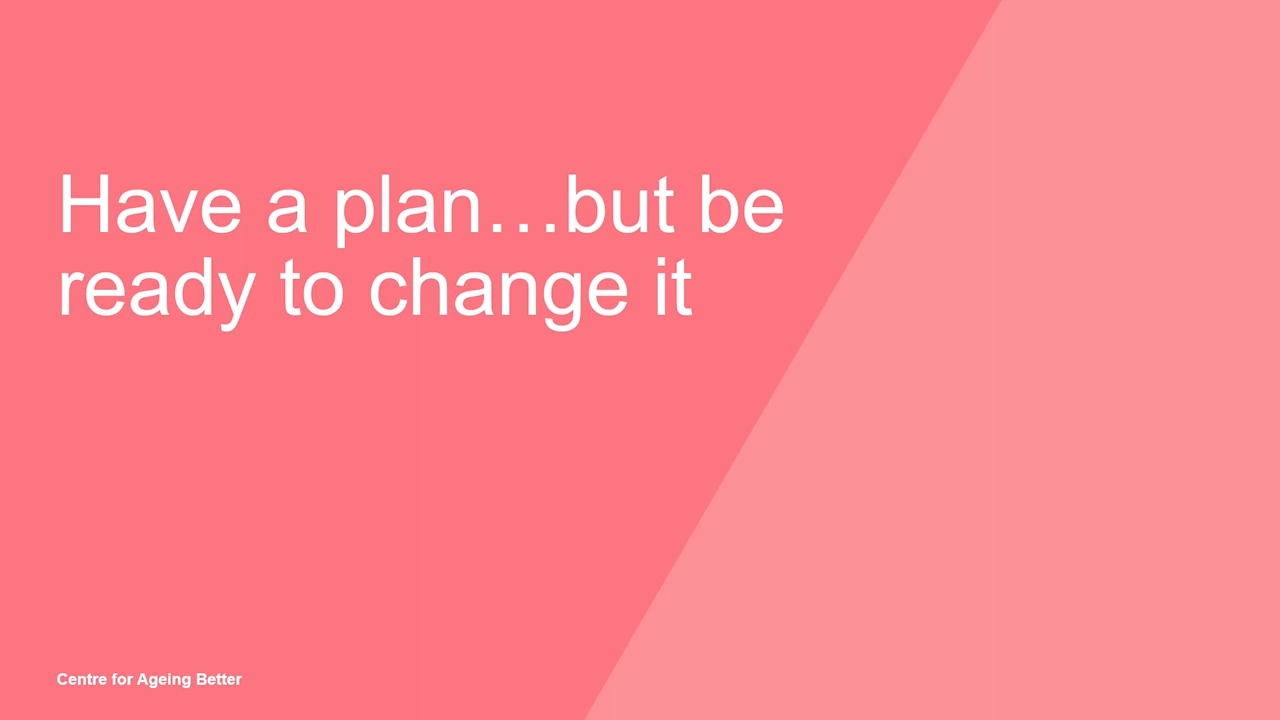 Have a plan…but be
ready to change it
Centre for Ageing Better